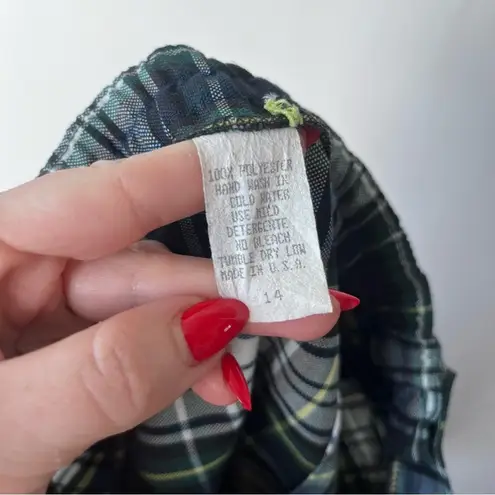 100% POLYESTER
HAND WASH IN
COLD WATER
USE MILD
DETERGENTE
NO BLEACH
TUMBLE DRY LOW
MADE IN U.S.A.
14